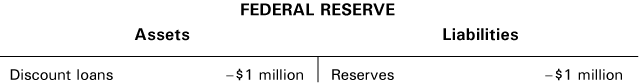 FEDERAL RESERVE
Assets Liabilities
Discount loans –$1 million Reserves –$1 million